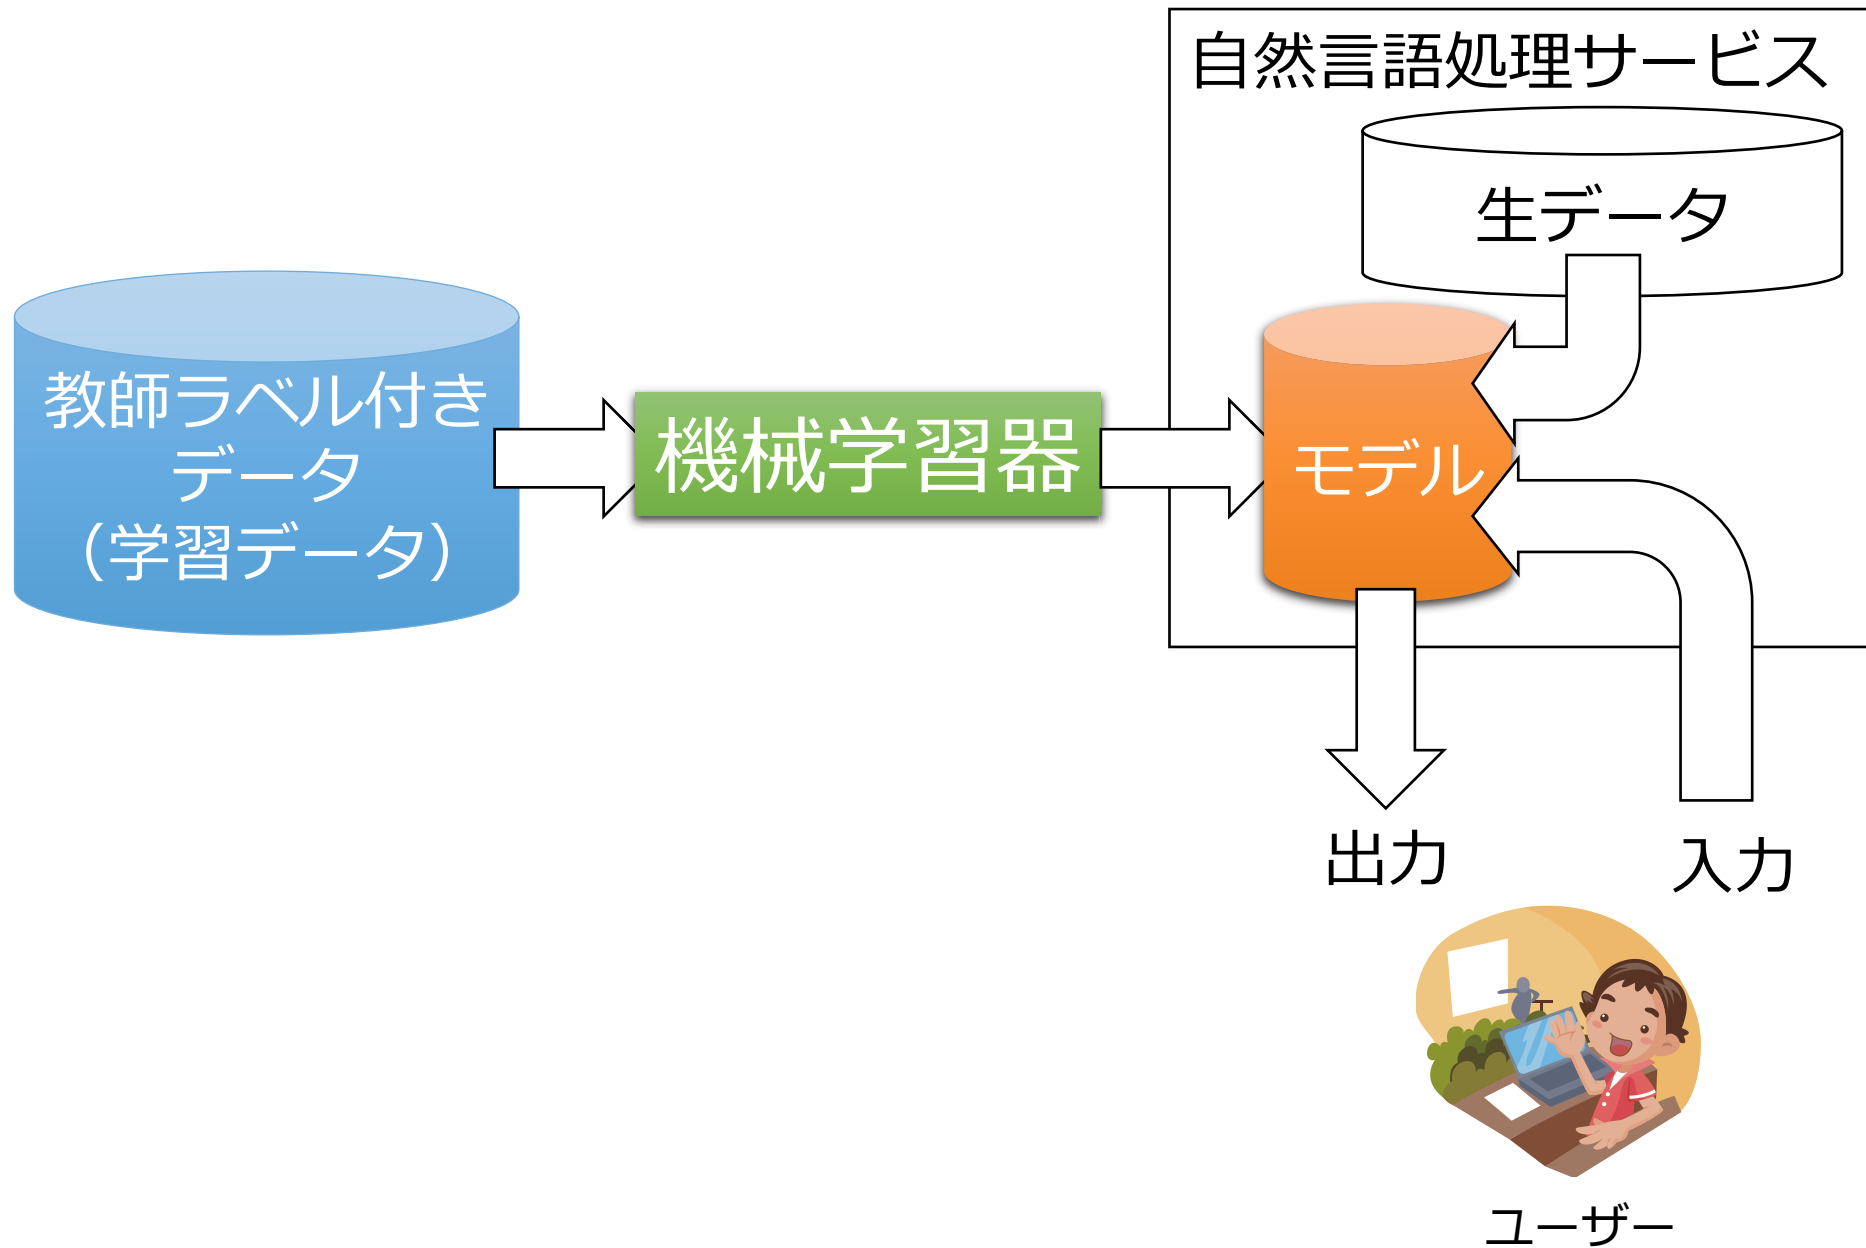 自然言語処理サービス
生データ
教師ラベル付き
データ
（学習データ）
機械学習器
モデル
出力
入力
ユーザー